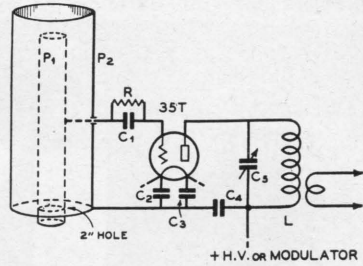 P1
P2
R
C1
35T
C2
C3
C4
C5
L
2" HOLE
+ H.V. OR MODULATOR